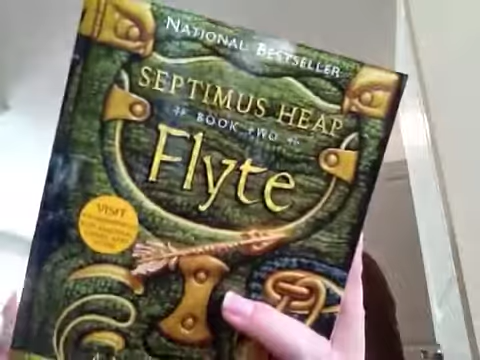 NATIONAL BESTSELLER
SEPTIMUS HEAP
BOOK TWO
Flyte
VISIT